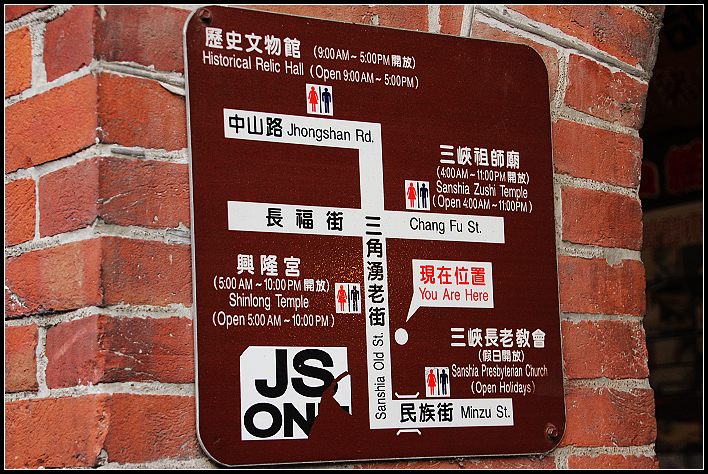 歷史文物館 (9:00AM~5:00PM開放)
Historical Relic Hall (Open 9:00AM~5:00PM)
中山路 Jhongshan Rd.
三峽祖師廟
(4:00AM~11:00PM開放)
Sanshia Zushi Temple
(Open 4:00AM~11:00PM)
長福街
Chang Fu St.
三角湧老街
Sanshia Old St.
興隆宮
(5:00AM~10:00PM開放)
Shinlong Temple
(Open 5:00AM~10:00PM)
現在位置
You Are Here
三峽長老教會
(假日開放)
Sanshia Presbyterian Church
(Open Holidays)
JS
民族街 Minzu St.